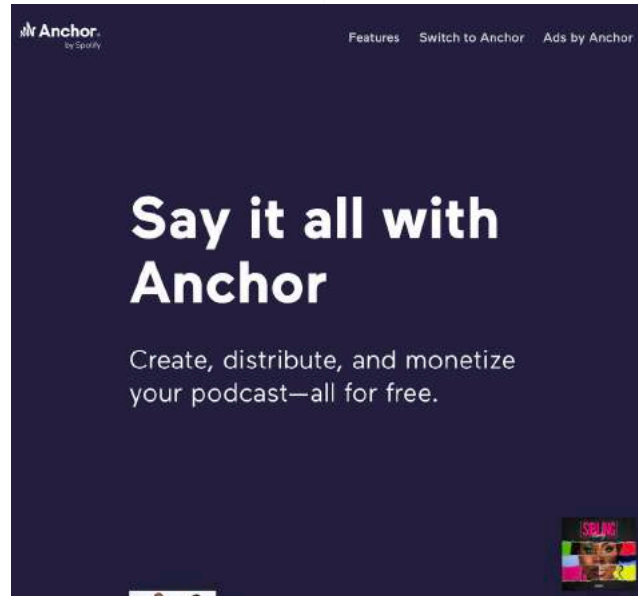 Anchor.
by Spotify
Features Switch to Anchor Ads by Anchor
Say it all with
Anchor
Create, distribute, and monetize
your podcast—all for free.
SIBLING